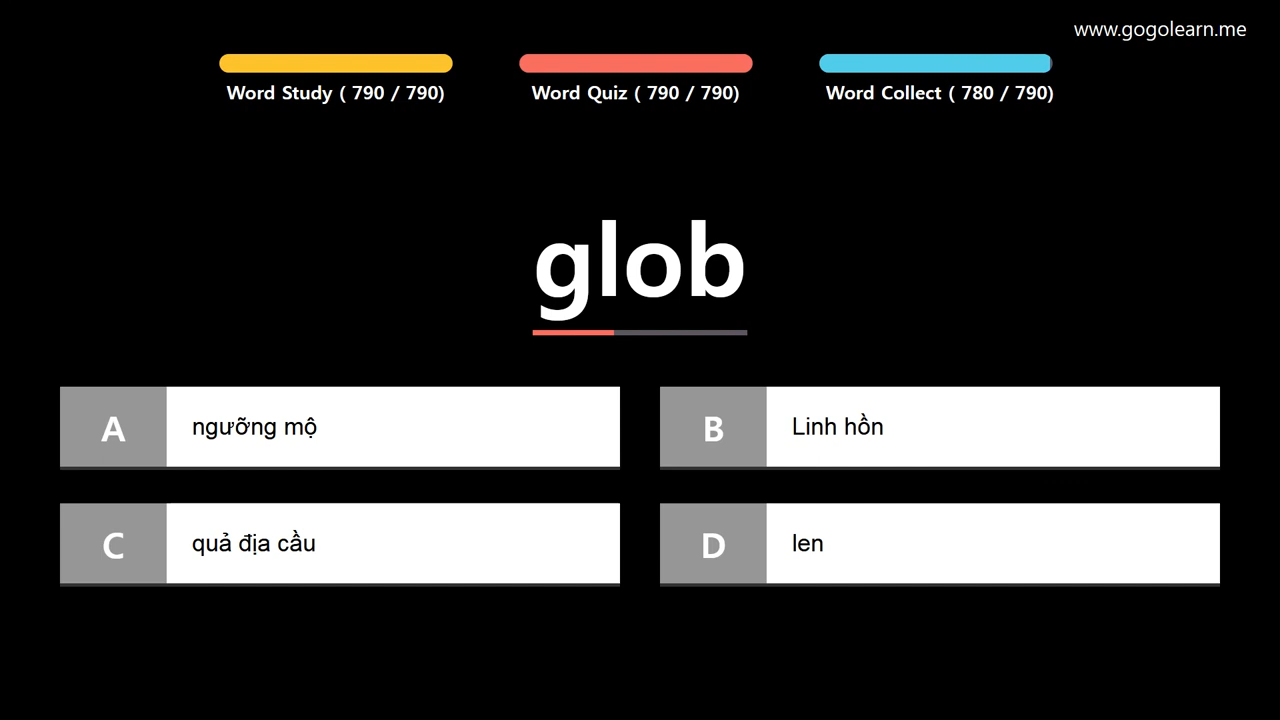 www.gogolearn.me
Word Study ( 790 / 790)
Word Quiz ( 790 / 790)
Word Collect ( 780 / 790)
glob
A ngưỡng mộ
B Linh hồn
C quả địa cầu
D len